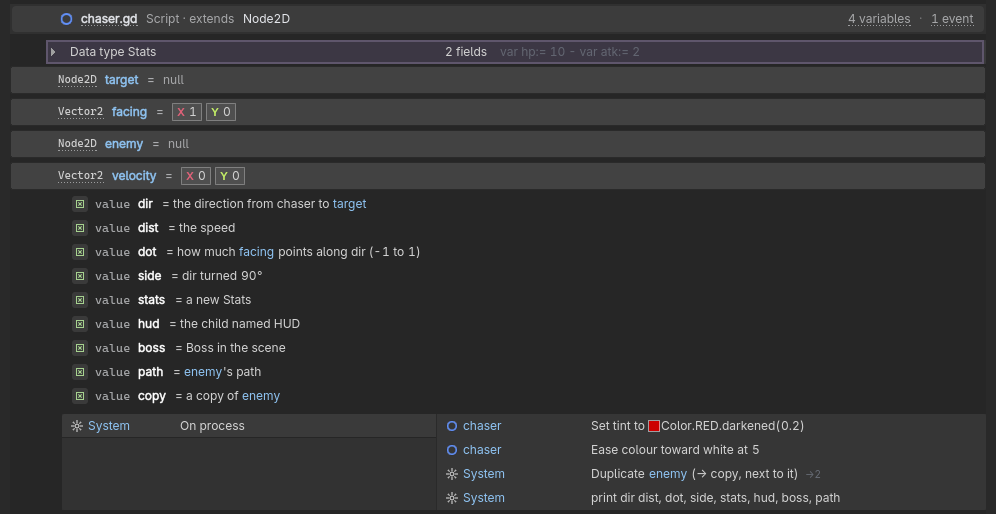 chaser.gd Script · extends Node2D 4 variables · 1 event
Data type Stats 2 fields var hp:= 10 - var atk:= 2
Node2D target = null
Vector2 facing = X 1 Y 0
Node2D enemy = null
Vector2 velocity = X 0 Y 0
value dir = the direction from chaser to target
value dist = the speed
value dot = how much facing points along dir (-1 to 1)
value side = dir turned 90°
value stats = a new Stats
value hud = the child named HUD
value boss = Boss in the scene
value path = enemy's path
value copy = a copy of enemy
System On process chaser Set tint to Color.RED.darkened(0.2)
chaser Ease colour toward white at 5
System Duplicate enemy (→ copy, next to it) →2
System print dir dist, dot, side, stats, hud, boss, path